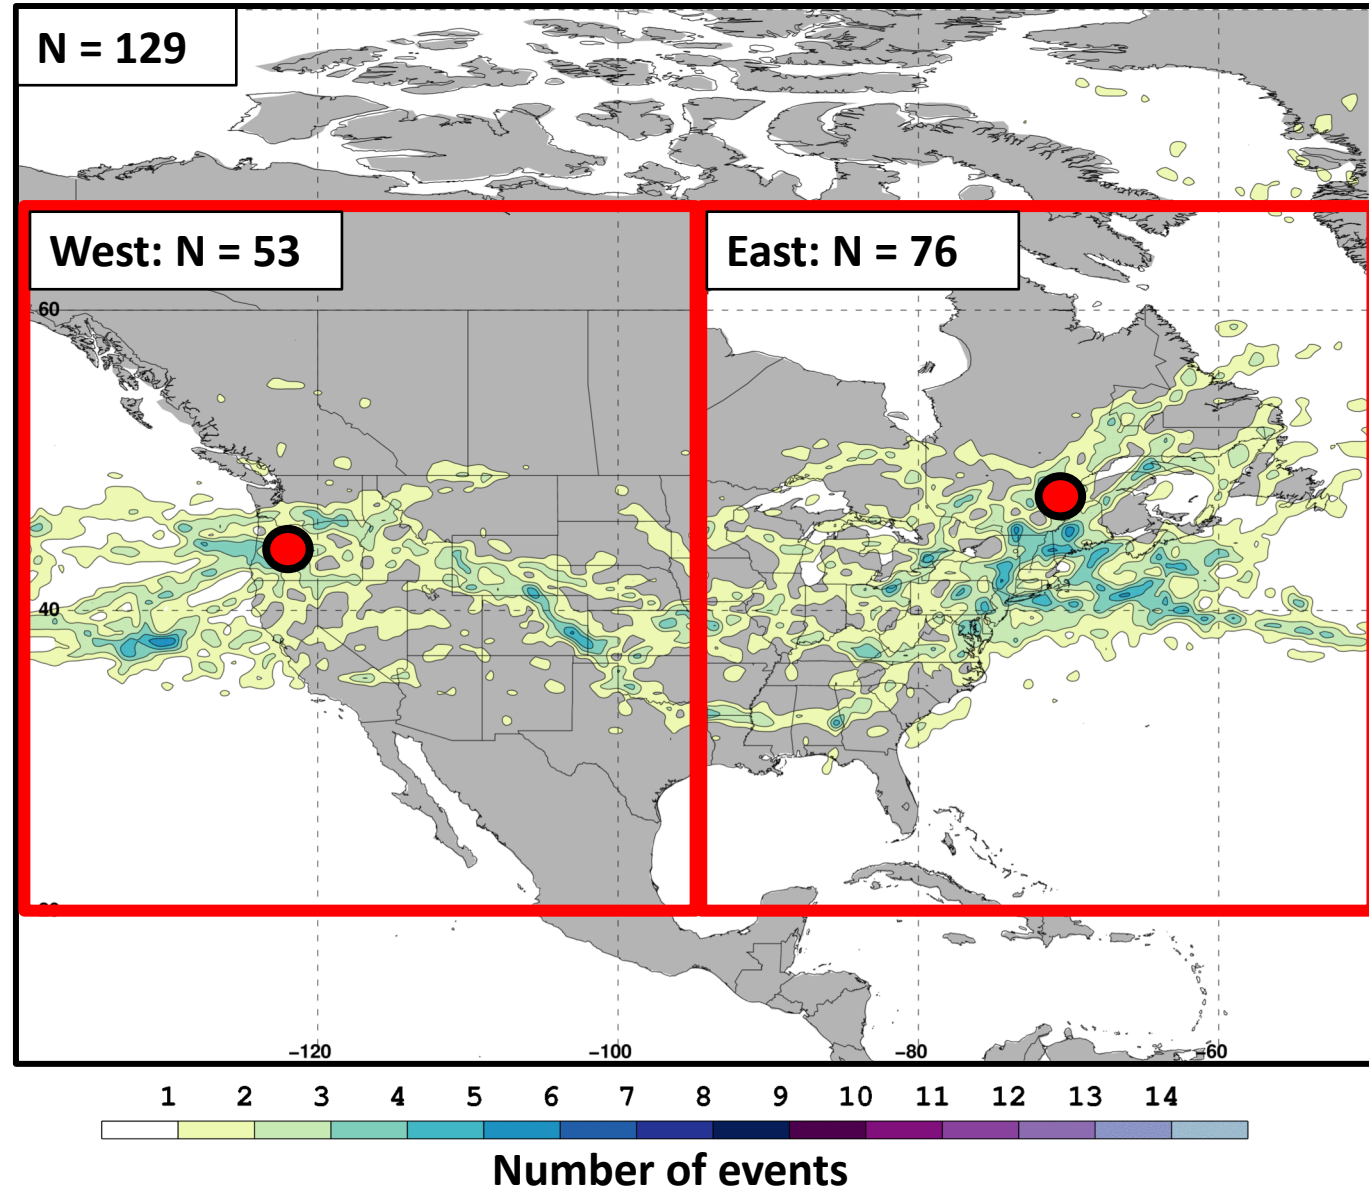 N = 129
West: N = 53
East: N = 76
60
40
-120 -100 -80 -60
1 2 3 4 5 6 7 8 9 10 11 12 13 14
Number of events